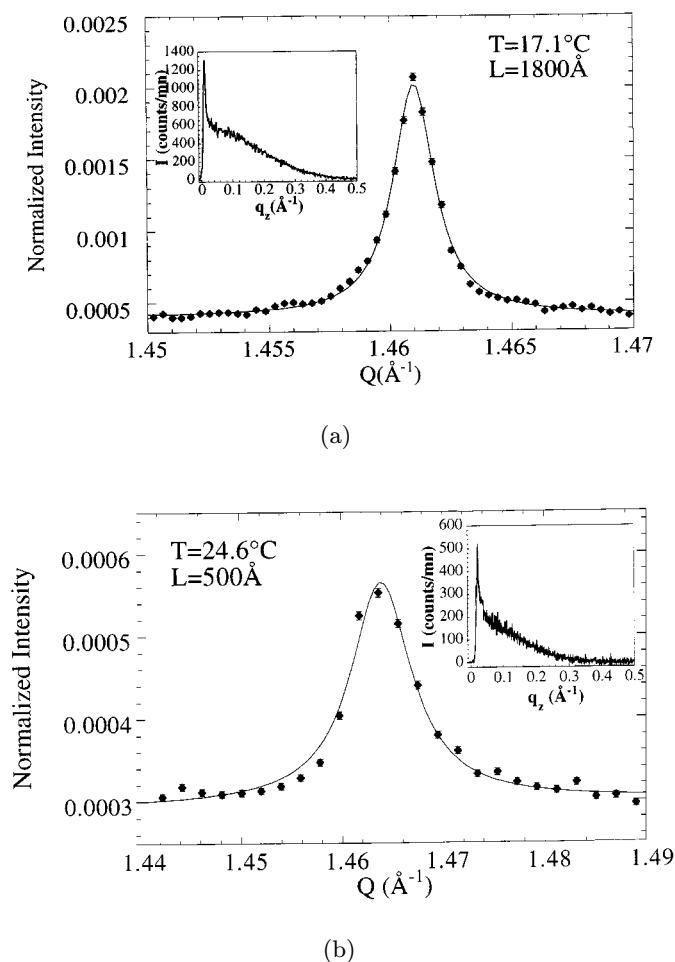 0.0025
0.002
0.0015
0.001
0.0005
Normalized Intensity
T=17.1°C
L=1800Å
1400
1200
1000
800
600
400
200
0
I (counts/mn)
0 0.1 0.2 0.3 0.4 0.5
q_z(Å⁻¹)
1.45 1.455 1.46 1.465 1.47
Q(Å⁻¹)
(a)
0.0006
0.0005
0.0004
0.0003
Normalized Intensity
T=24.6°C
L=500Å
600
500
400
300
200
100
0
I (counts/mn)
0 0.1 0.2 0.3 0.4 0.5
q_z (Å⁻¹)
1.44 1.45 1.46 1.47 1.48 1.49
Q (Å⁻¹)
(b)